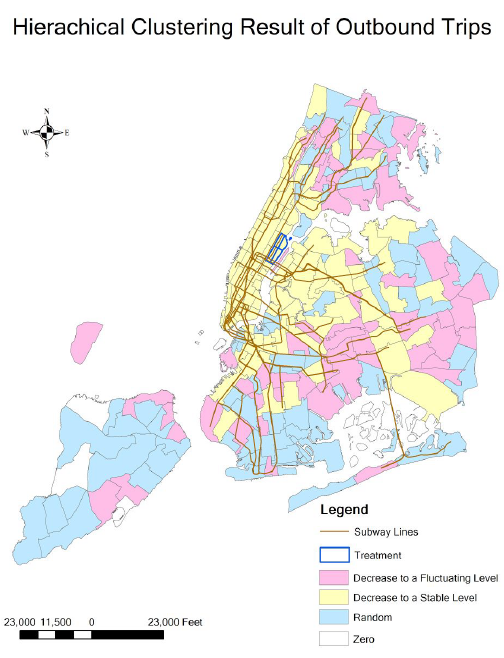 Hierachical Clustering Result of Outbound Trips
N
W E
S
Legend
Subway Lines
Treatment
Decrease to a Fluctuating Level
Decrease to a Stable Level
Random
Zero
23,000 11,500 0 23,000 Feet